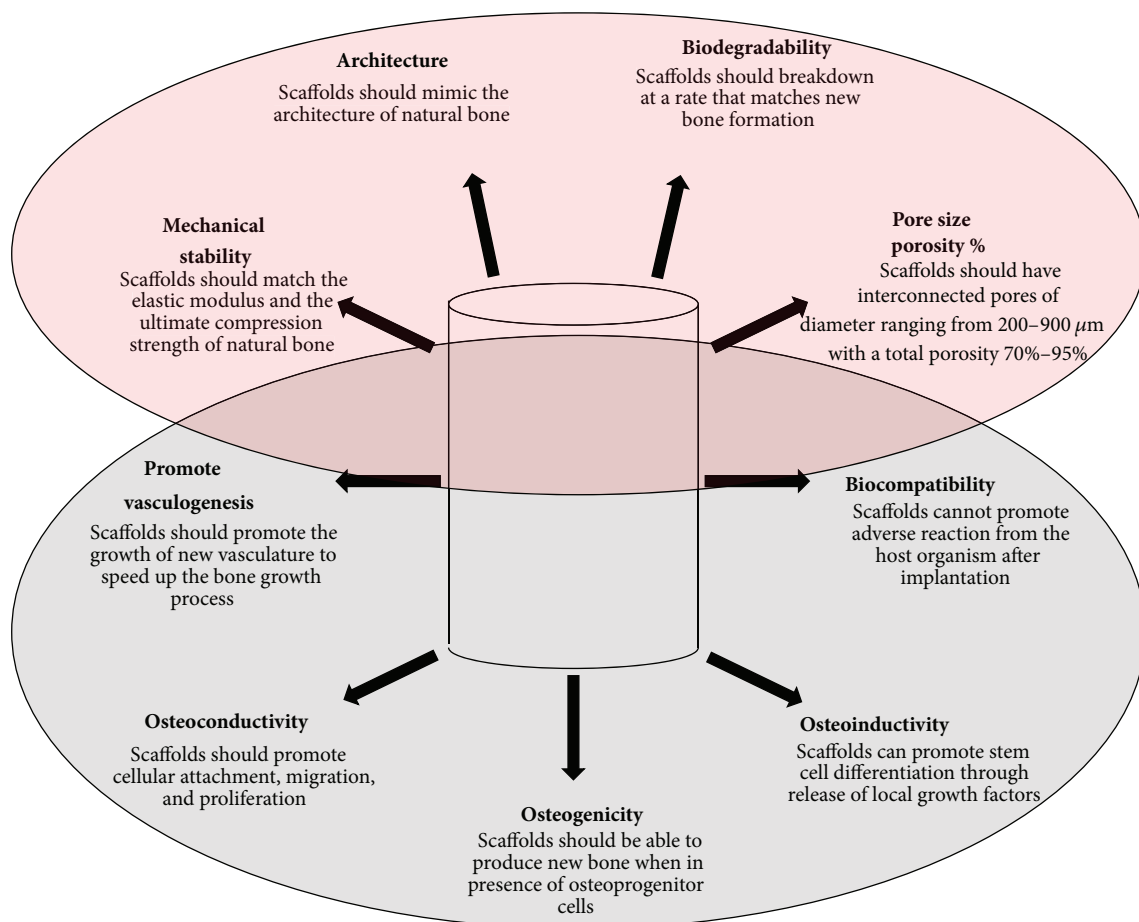 Architecture
Scaffolds should mimic the
architecture of natural bone
Biodegradability
Scaffolds should breakdown
at a rate that matches new
bone formation
Mechanical
stability
Scaffolds should match the
elastic modulus and the
ultimate compression
strength of natural bone
Pore size
porosity %
Scaffolds should have
interconnected pores of
diameter ranging from 200–900 μm
with a total porosity 70%–95%
Promote
vasculogenesis
Scaffolds should promote the
growth of new vasculature to
speed up the bone growth
process
Biocompatibility
Scaffolds cannot promote
adverse reaction from the
host organism after
implantation
Osteoconductivity
Scaffolds should promote
cellular attachment, migration,
and proliferation
Osteogenicity
Scaffolds should be able to
produce new bone when in
presence of osteoprogenitor
cells
Osteoinductivity
Scaffolds can promote stem
cell differentiation through
release of local growth factors